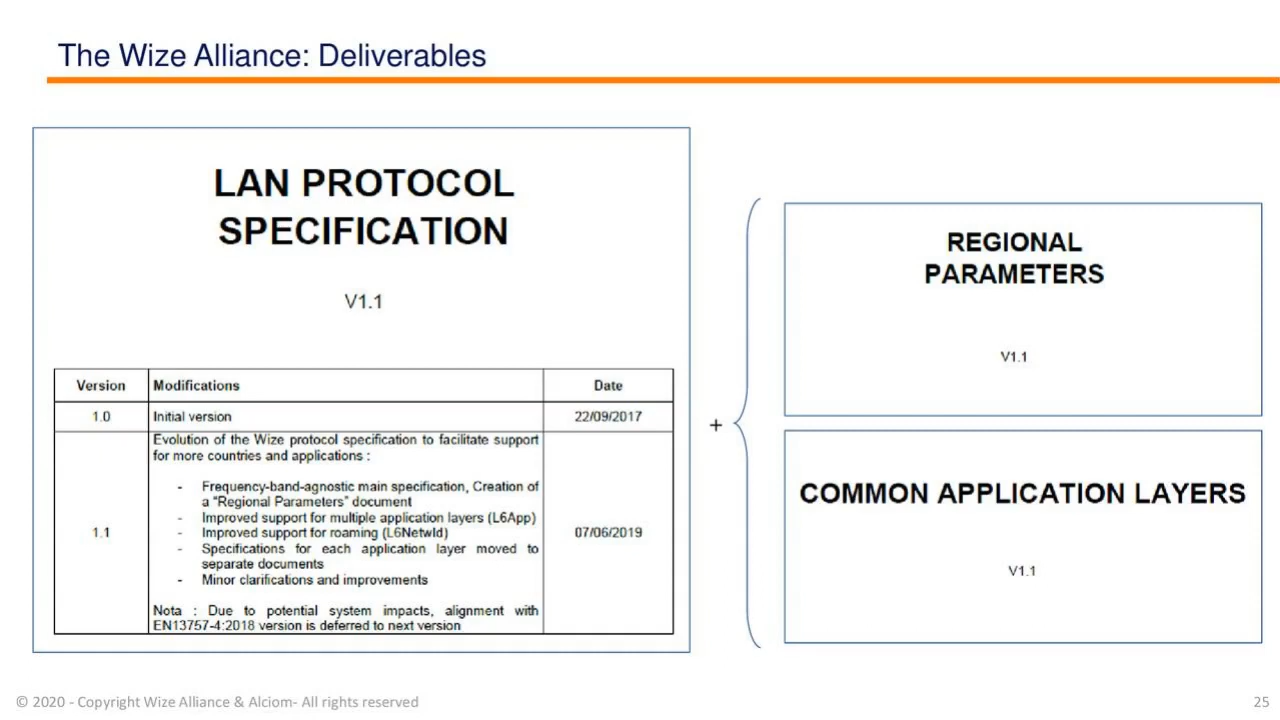 The Wize Alliance: Deliverables
LAN PROTOCOL
SPECIFICATION
V1.1
Version Modifications Date
1.0 Initial version 22/09/2017
Evolution of the Wize protocol specification to facilitate support
for more countries and applications :
- Frequency-band-agnostic main specification, Creation of
a “Regional Parameters” document
- Improved support for multiple application layers (L6App)
- Improved support for roaming (L6NetwId)
1.1 07/06/2019
- Specifications for each application layer moved to
separate documents
- Minor clarifications and improvements
Nota : Due to potential system impacts, alignment with
EN13757-4:2018 version is deferred to next version
+
REGIONAL
PARAMETERS
V1.1
COMMON APPLICATION LAYERS
V1.1
© 2020 - Copyright Wize Alliance & Alciom- All rights reserved
25